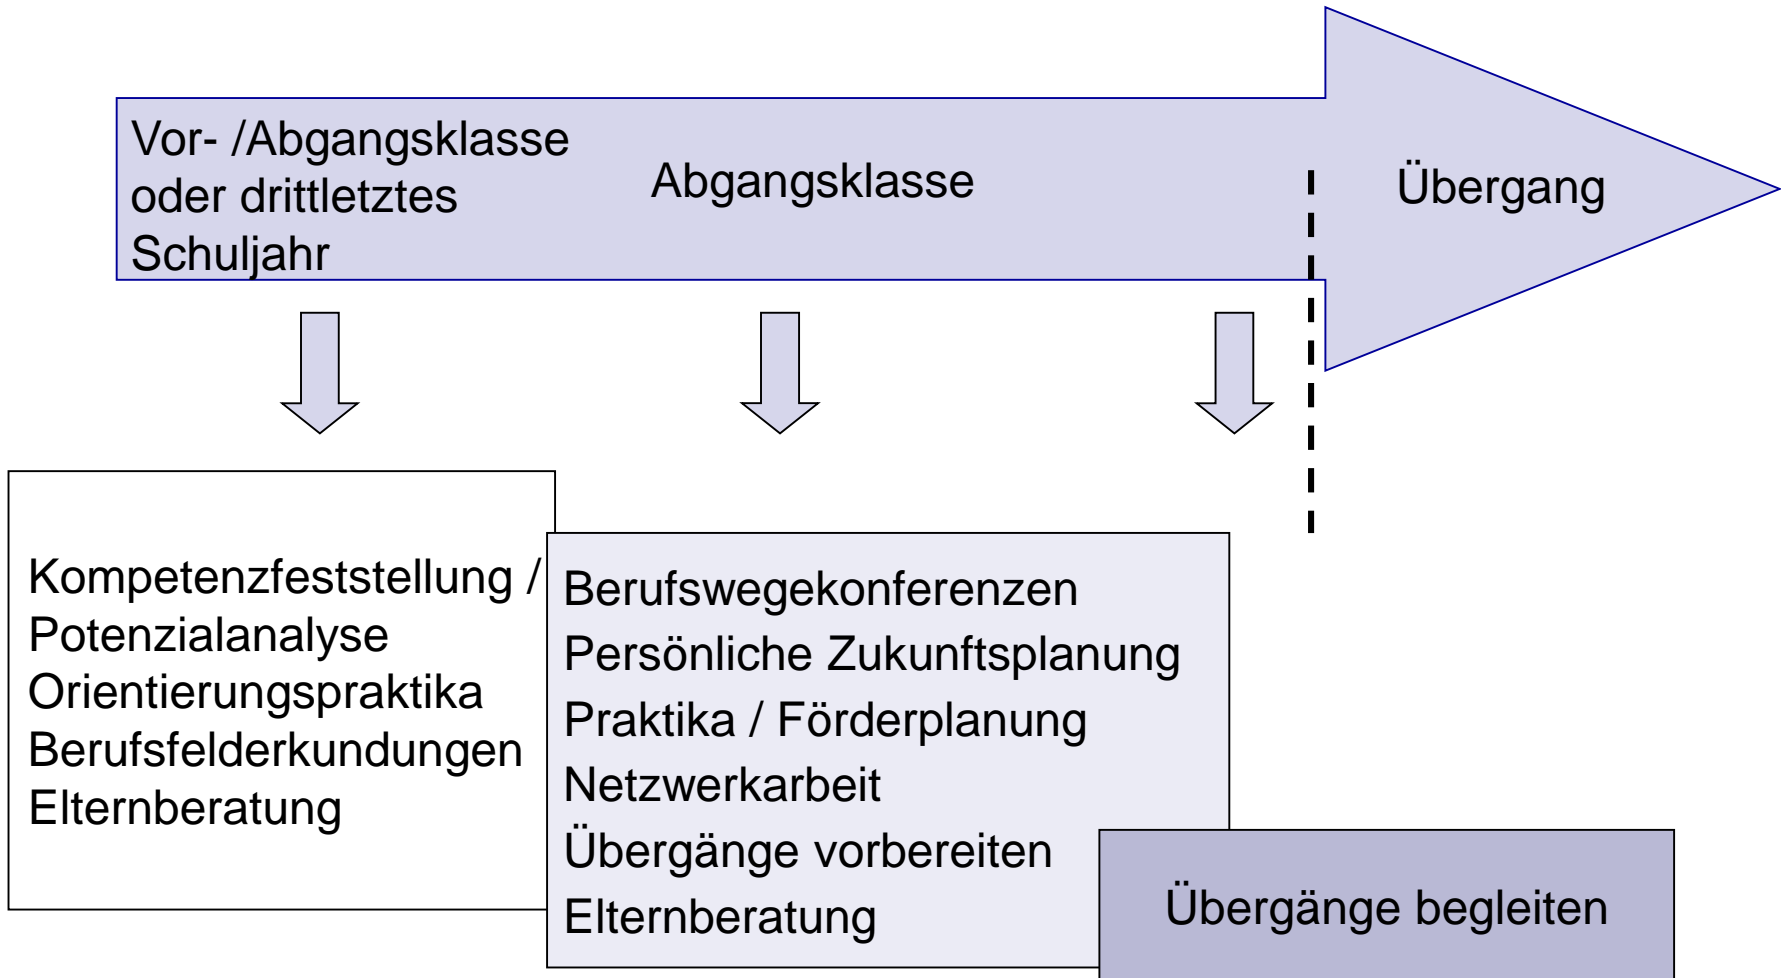 Vor- /Abgangsklasse
oder drittletztes
Schuljahr
Abgangsklasse
Übergang
Kompetenzfeststellung /
Potenzialanalyse
Orientierungspraktika
Berufsfelderkundungen
Elternberatung
Berufswegekonferenzen
Persönliche Zukunftsplanung
Praktika / Förderplanung
Netzwerkarbeit
Übergänge vorbereiten
Elternberatung
Übergänge begleiten